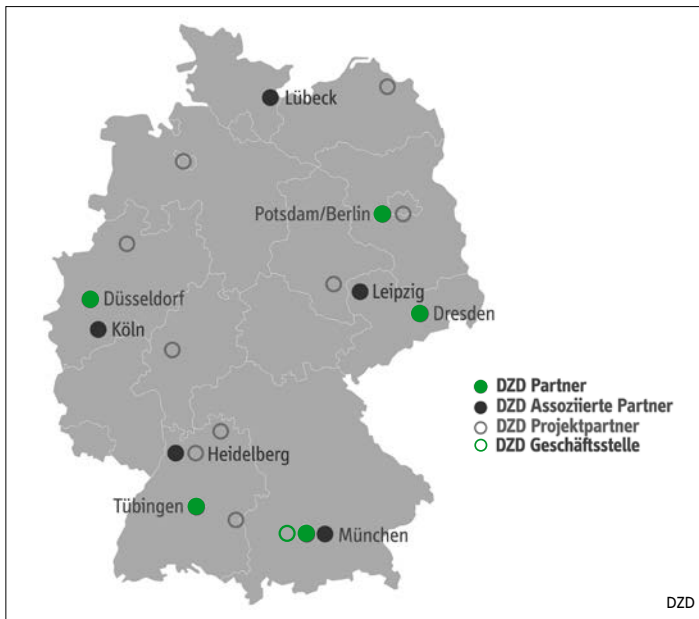 Lübeck
Potsdam/Berlin
Leipzig
Düsseldorf
Dresden
Köln
DZD Partner
DZD Assoziierte Partner
DZD Projektpartner
DZD Geschäftsstelle
Heidelberg
Tübingen
München
DZD